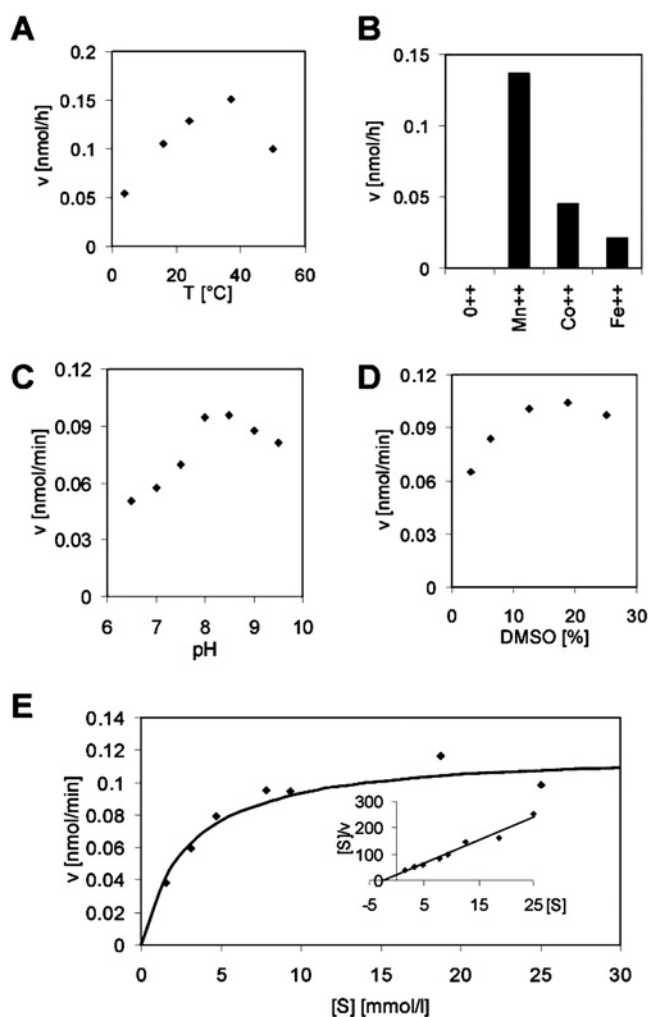 A
v [nmol/h]
0.2
0.15
0.1
0.05
0
0 20 40 60
T [°C]
B
v [nmol/h]
0.15
0.1
0.05
0
0++ Mn++ Co++ Fe++
C
v [nmol/min]
0.12
0.09
0.06
0.03
0
6 7 8 9 10
pH
D
v [nmol/min]
0.12
0.09
0.06
0.03
0
0 10 20 30
DMSO [%]
E
v [nmol/min]
0.14
0.12
0.1
0.08
0.06
0.04
0.02
0
0 5 10 15 20 25 30
[S] [mmol/l]
[S]/v
300
200
100
0
-5 5 15 25 [S]